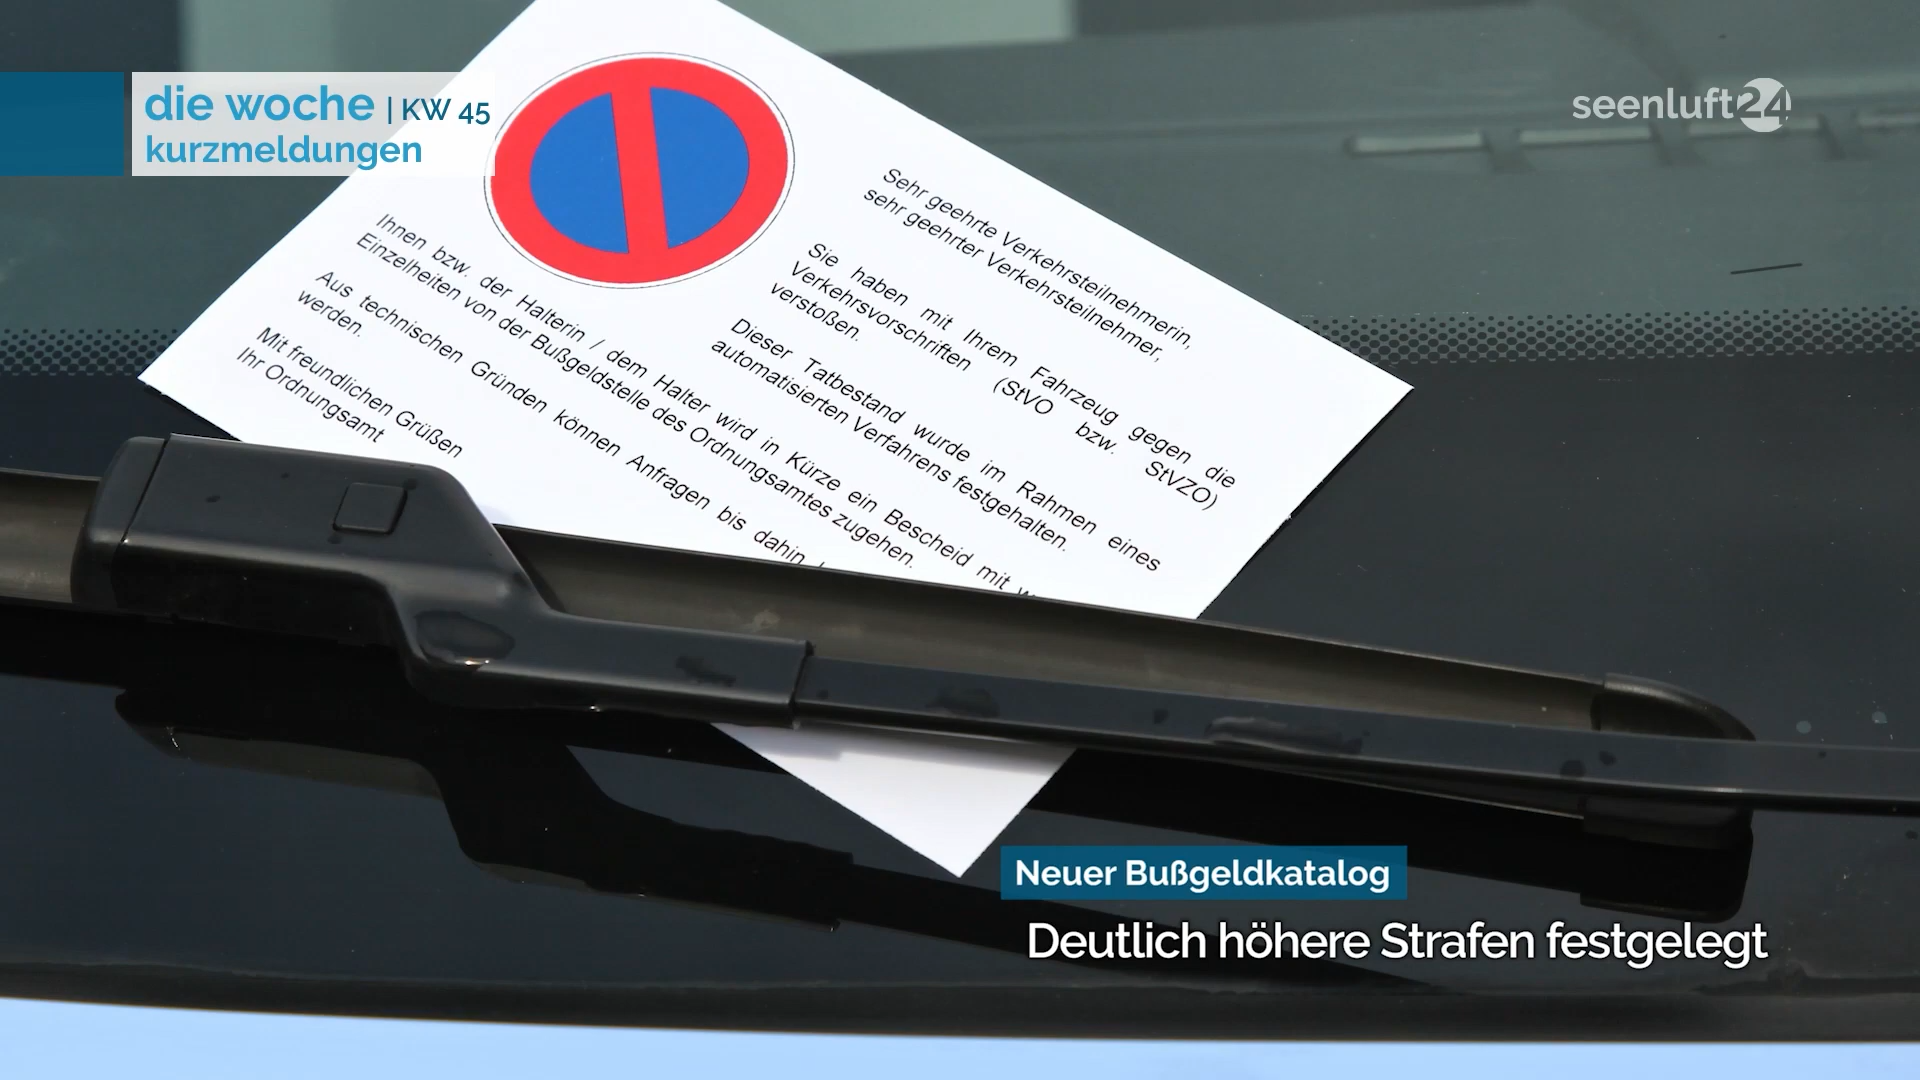 die woche | KW 45
kurzmeldungen
seenluft24
Sehr geehrte Verkehrsteilnehmerin,
sehr geehrter Verkehrsteilnehmer,
Sie haben mit Ihrem Fahrzeug gegen die
Verkehrsvorschriften (StVO bzw. StVZO)
verstoßen.
Dieser Tatbestand wurde im Rahmen eines
automatisierten Verfahrens festgehalten.
Ihnen bzw. der Halterin / dem Halter wird in Kürze ein Bescheid mit
Einzelheiten von der Bußgeldstelle des Ordnungsamtes zugehen.
Aus technischen Gründen können Anfragen bis dahin
werden.
Mit freundlichen Grüßen
Ihr Ordnungsamt
Neuer Bußgeldkatalog
Deutlich höhere Strafen festgelegt